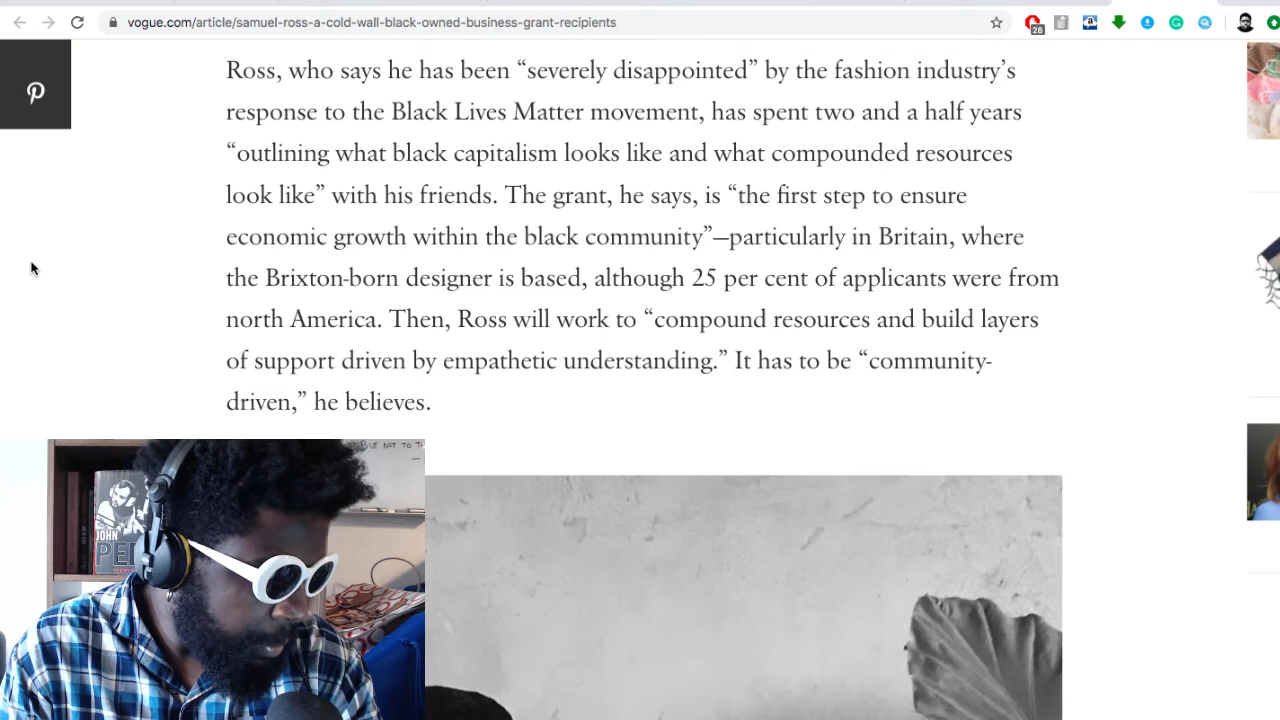 vogue.com/article/samuel-ross-a-cold-wall-black-owned-business-grant-recipients
28
Ross, who says he has been “severely disappointed” by the fashion industry’s
response to the Black Lives Matter movement, has spent two and a half years
“outlining what black capitalism looks like and what compounded resources
look like” with his friends. The grant, he says, is “the first step to ensure
economic growth within the black community”—particularly in Britain, where
the Brixton-born designer is based, although 25 per cent of applicants were from
north America. Then, Ross will work to “compound resources and build layers
of support driven by empathetic understanding.” It has to be “community-
driven,” he believes.
BUT NOT TO
JOHN
PE